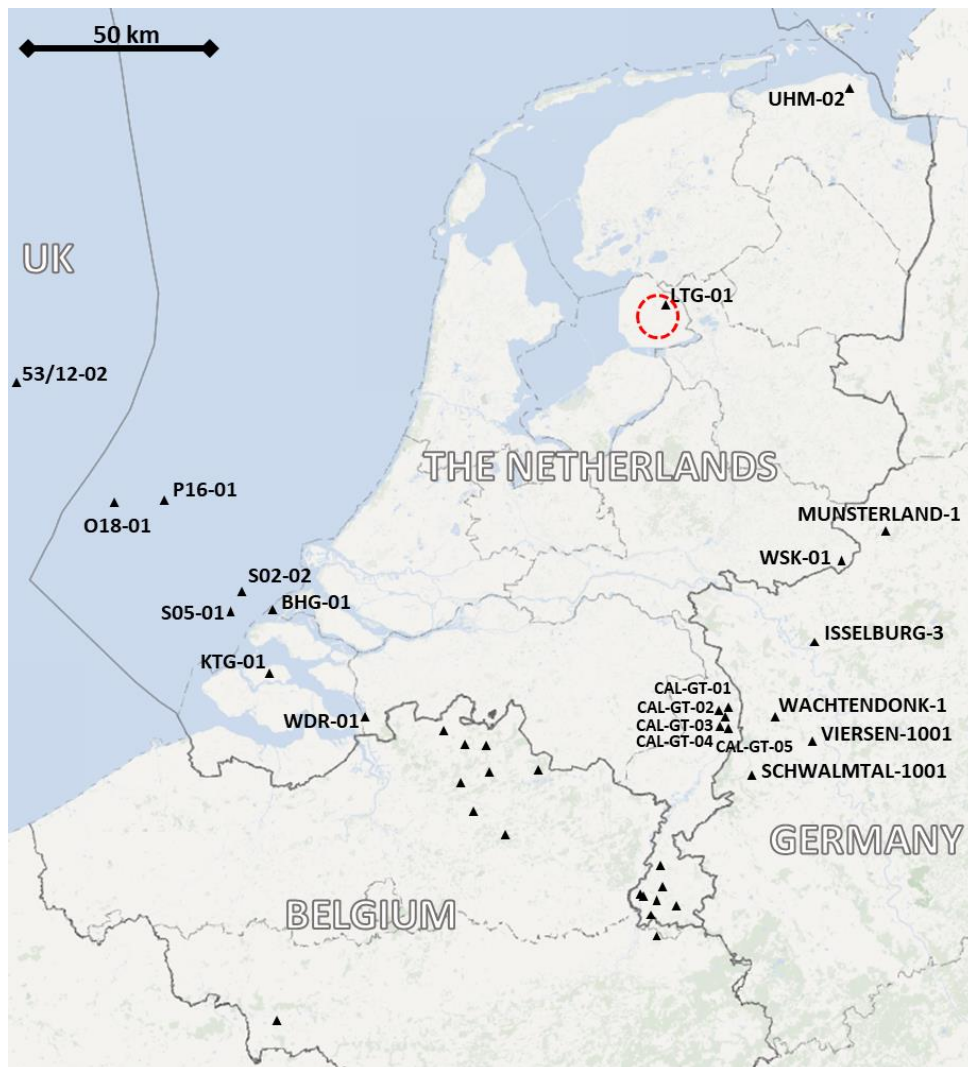 50 km
UHM-02
UK
LTG-01
53/12-02
THE NETHERLANDS
P16-01
O18-01
MUNSTERLAND-1
WSK-01
S02-02
BHG-01
S05-01
ISSELBURG-3
KTG-01
CAL-GT-01
CAL-GT-02
WACHTENDONK-1
WDR-01
CAL-GT-03
CAL-GT-04
CAL-GT-05
VIERSEN-1001
SCHWALMTAL-1001
GERMANY
BELGIUM